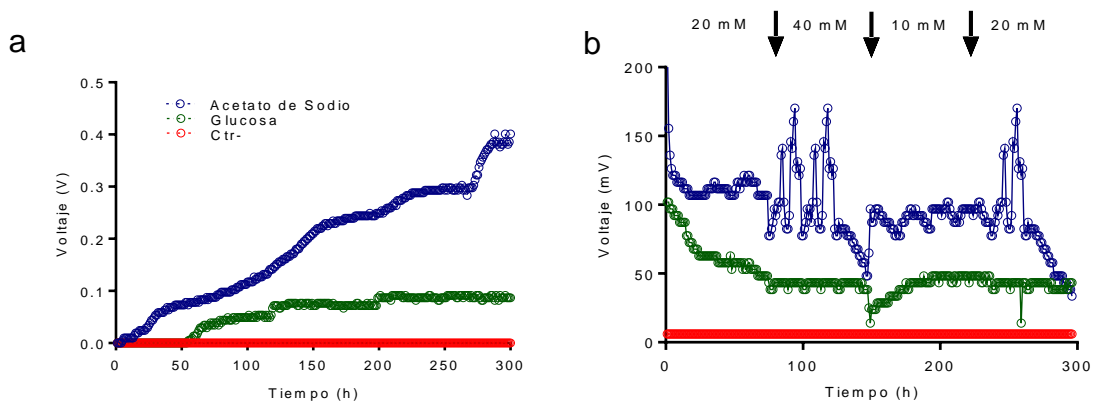 a
0.5
0.4
0.3
0.2
0.1
0.0
Voltaje (V)
Acetato de Sodio
Glucosa
Ctr-
0
50
100
150
200
250
300
Tiempo (h)
b
20 mM
40 mM
10 mM
20 mM
200
150
100
50
0
Voltaje (mV)
0
100
200
300
Tiempo (h)